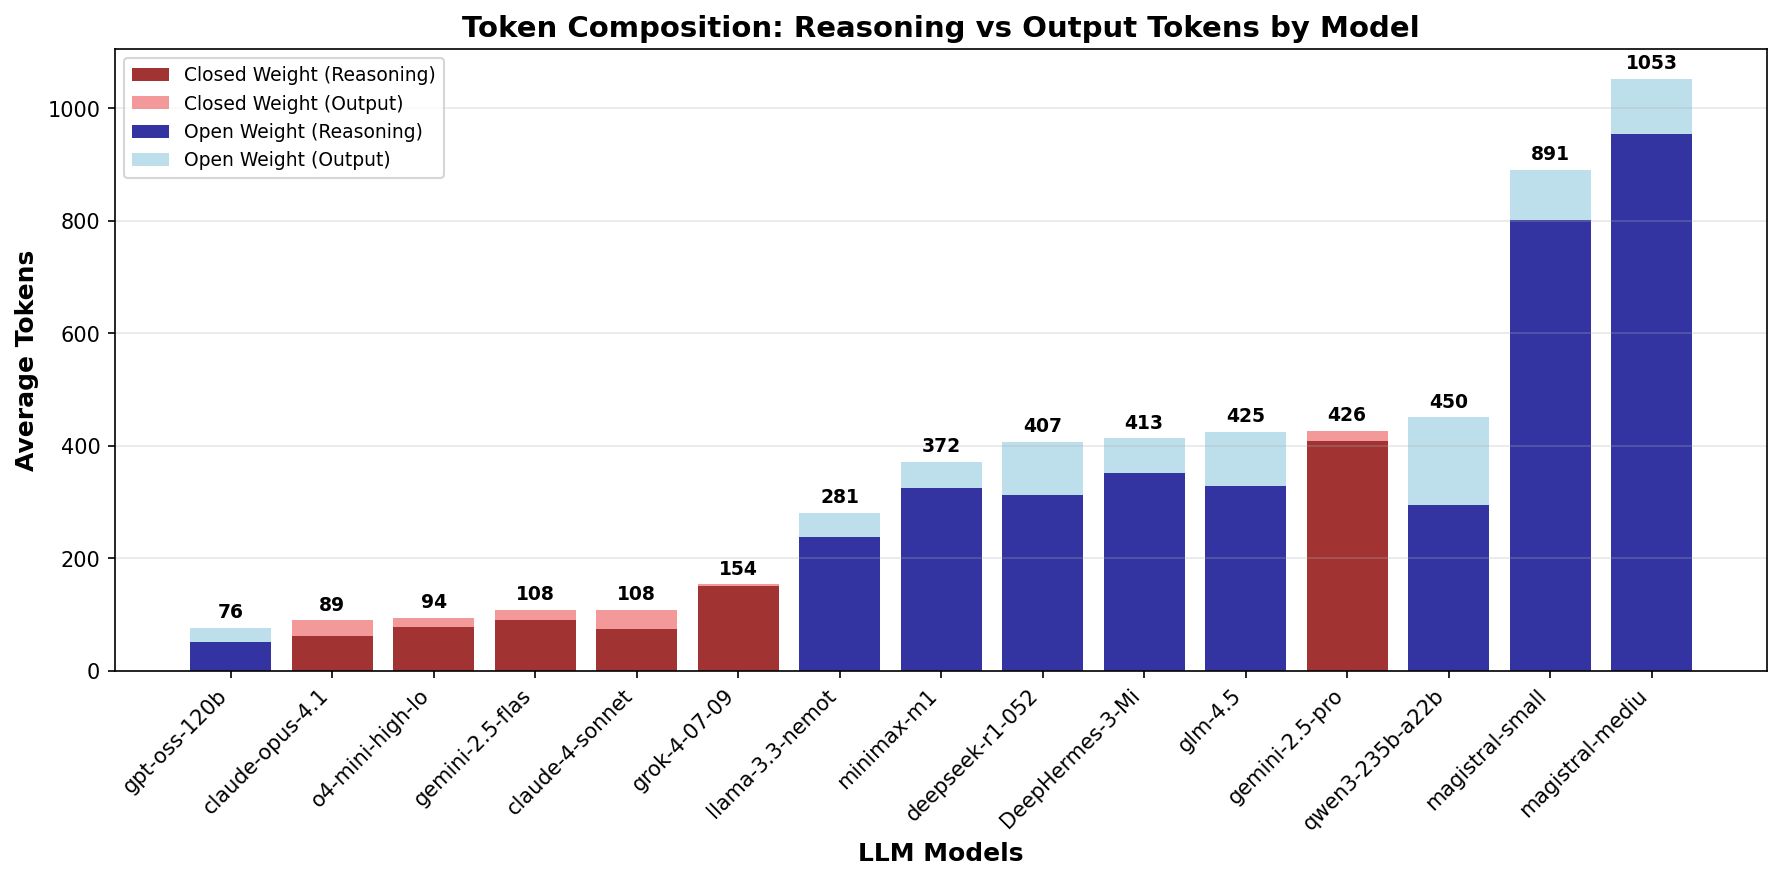 Token Composition: Reasoning vs Output Tokens by Model
Closed Weight (Reasoning)
Closed Weight (Output)
Open Weight (Reasoning)
Open Weight (Output)
Average Tokens
1000
800
600
400
200
0
76
89
94
108
108
154
281
372
407
413
425
426
450
891
1053
gpt-oss-120b
claude-opus-4.1
o4-mini-high-lo
gemini-2.5-flas
claude-4-sonnet
grok-4-07-09
llama-3.3-nemot
minimax-m1
deepseek-r1-052
DeepHermes-3-Mi
glm-4.5
gemini-2.5-pro
qwen3-235b-a22b
magistral-small
magistral-mediu
LLM Models